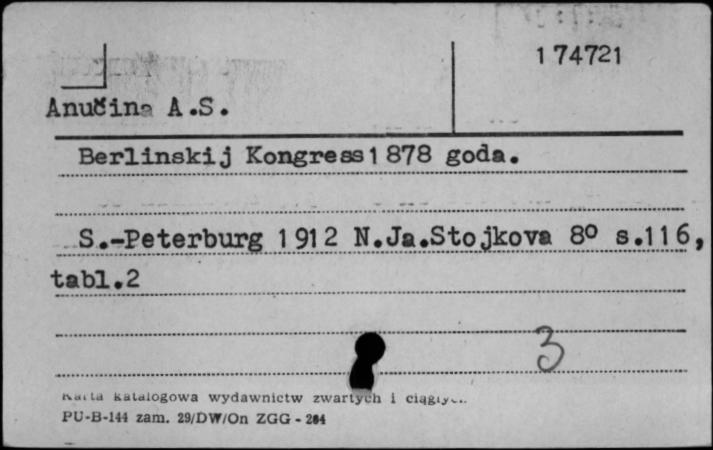 174721
Anučina A.S.
Berlinskij Kongress 1878 goda.
S.-Peterburg 1912 N.Ja.Stojkova 8° s.116,
tabl.2
3
Karta katalogowa wydawnictw zwartych i ciągłych
PU-B-144 zam. 29/DW/On ZGG - 284